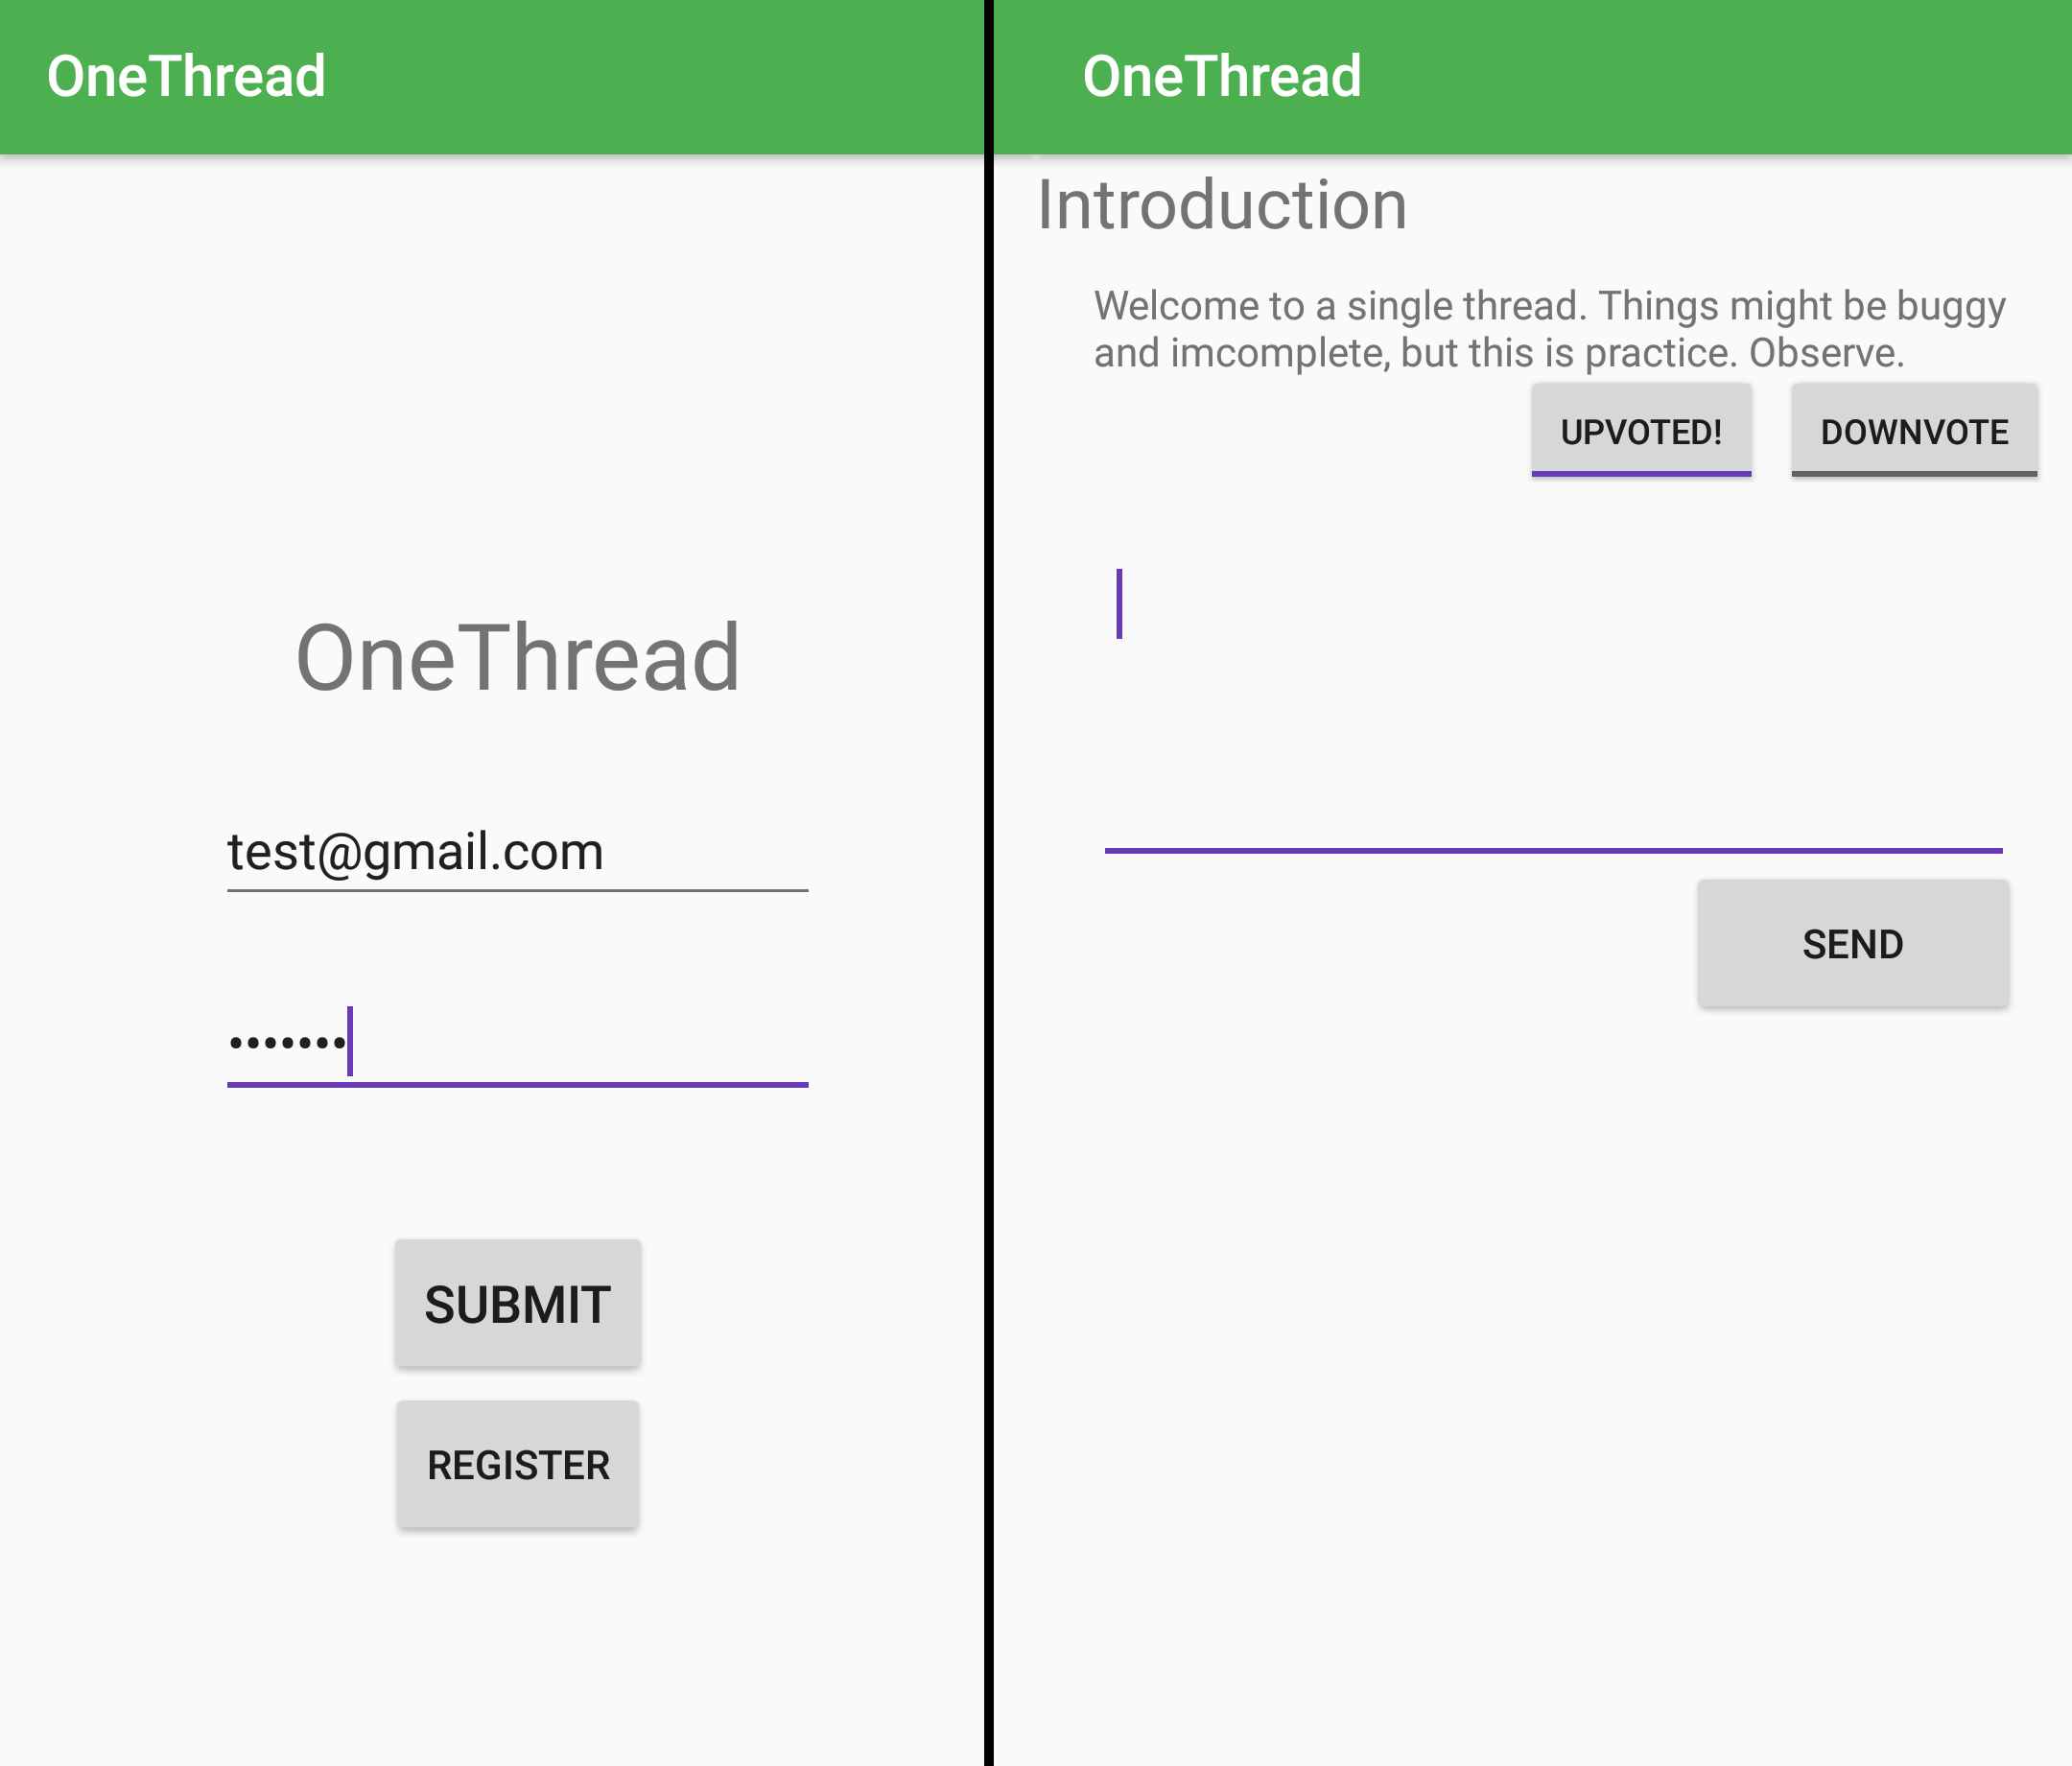 OneThread
OneThread
test@gmail.com
•••••••
SUBMIT
REGISTER
OneThread
Introduction
Welcome to a single thread. Things might be buggy
and imcomplete, but this is practice. Observe.
UPVOTED! DOWNVOTE
SEND